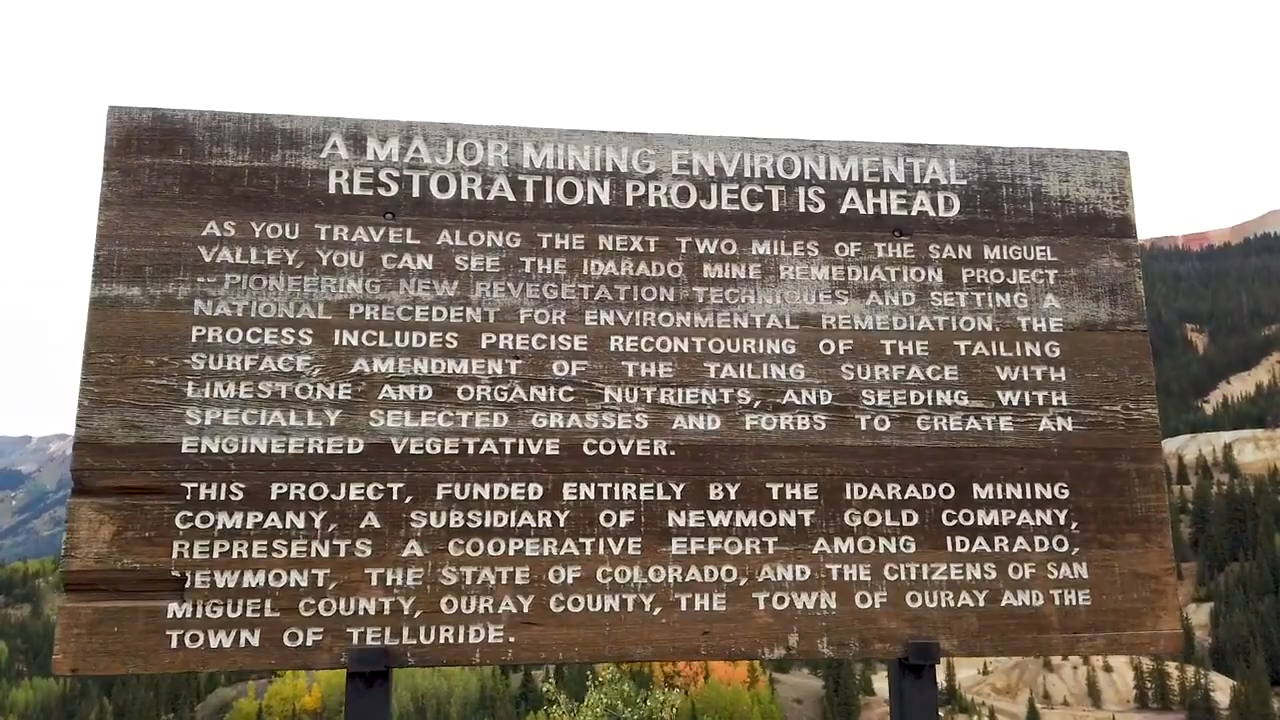 A MAJOR MINING ENVIRONMENTAL
RESTORATION PROJECT IS AHEAD
AS YOU TRAVEL ALONG THE NEXT TWO MILES OF THE SAN MIGUEL
VALLEY, YOU CAN SEE THE IDARADO MINE REMEDIATION PROJECT
--PIONEERING NEW REVEGETATION TECHNIQUES AND SETTING A
NATIONAL PRECEDENT FOR ENVIRONMENTAL REMEDIATION. THE
PROCESS INCLUDES PRECISE RECONTOURING OF THE TAILING
SURFACE, AMENDMENT OF THE TAILING SURFACE WITH
LIMESTONE AND ORGANIC NUTRIENTS, AND SEEDING WITH
SPECIALLY SELECTED GRASSES AND FORBS TO CREATE AN
ENGINEERED VEGETATIVE COVER.
THIS PROJECT, FUNDED ENTIRELY BY THE IDARADO MINING
COMPANY, A SUBSIDIARY OF NEWMONT GOLD COMPANY,
REPRESENTS A COOPERATIVE EFFORT AMONG IDARADO,
NEWMONT, THE STATE OF COLORADO, AND THE CITIZENS OF SAN
MIGUEL COUNTY, OURAY COUNTY, THE TOWN OF OURAY AND THE
TOWN OF TELLURIDE.